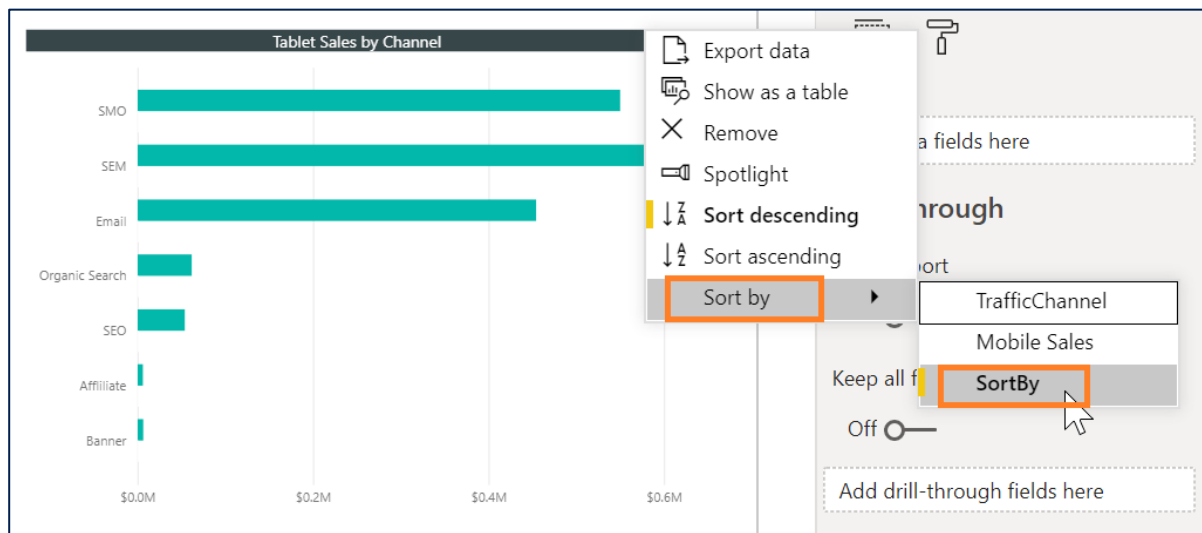 Tablet Sales by Channel
SMO
SEM
Email
Organic Search
SEO
Affiliate
Banner
$0.0M
$0.2M
$0.4M
$0.6M
Export data
Show as a table
Remove
Spotlight
Sort descending
Sort ascending
Sort by
TrafficChannel
Mobile Sales
SortBy
a fields here
hrough
port
Keep all f
Off
Add drill-through fields here